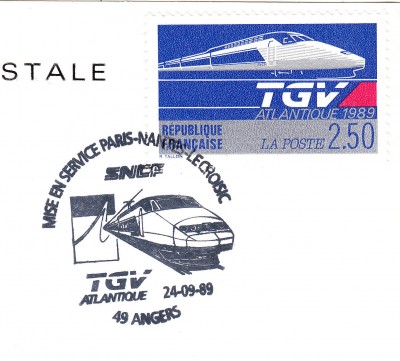 STALE
TGV
ATLANTIQUE 1989
RÉPUBLIQUE
FRANÇAISE
LA POSTE 2.50
MISE EN SERVICE PARIS-NANTES-LE CROISIC
SNCF
TGV
ATLANTIQUE 24-09-89
49 ANGERS